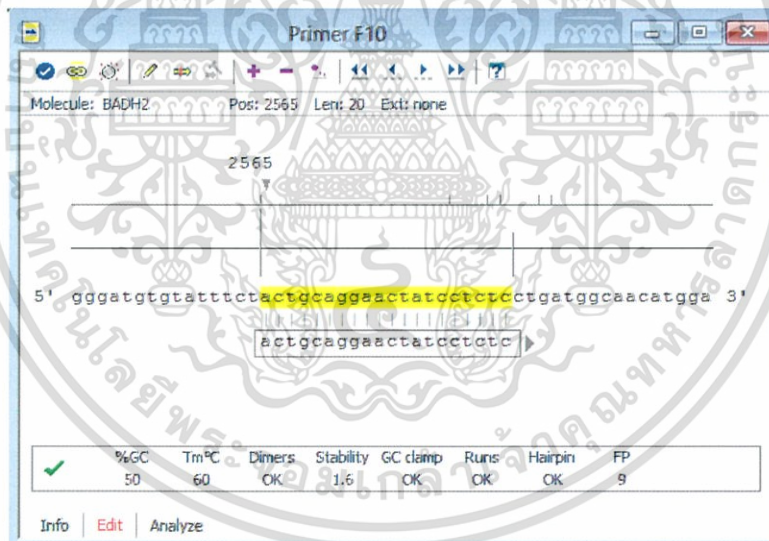 Primer F10
Molecule: BADH2 Pos: 2565 Len: 20 Ext: none
2565
5' gggatgtgtatttctactgcaggaactatcctctcctgatggcaacatgga 3'
actgcaggaactatcctctc
%GC Tm°C Dimers Stability GC clamp Runs Hairpin FP
50 60 OK 1.6 OK OK OK 9
Info Edit Analyze